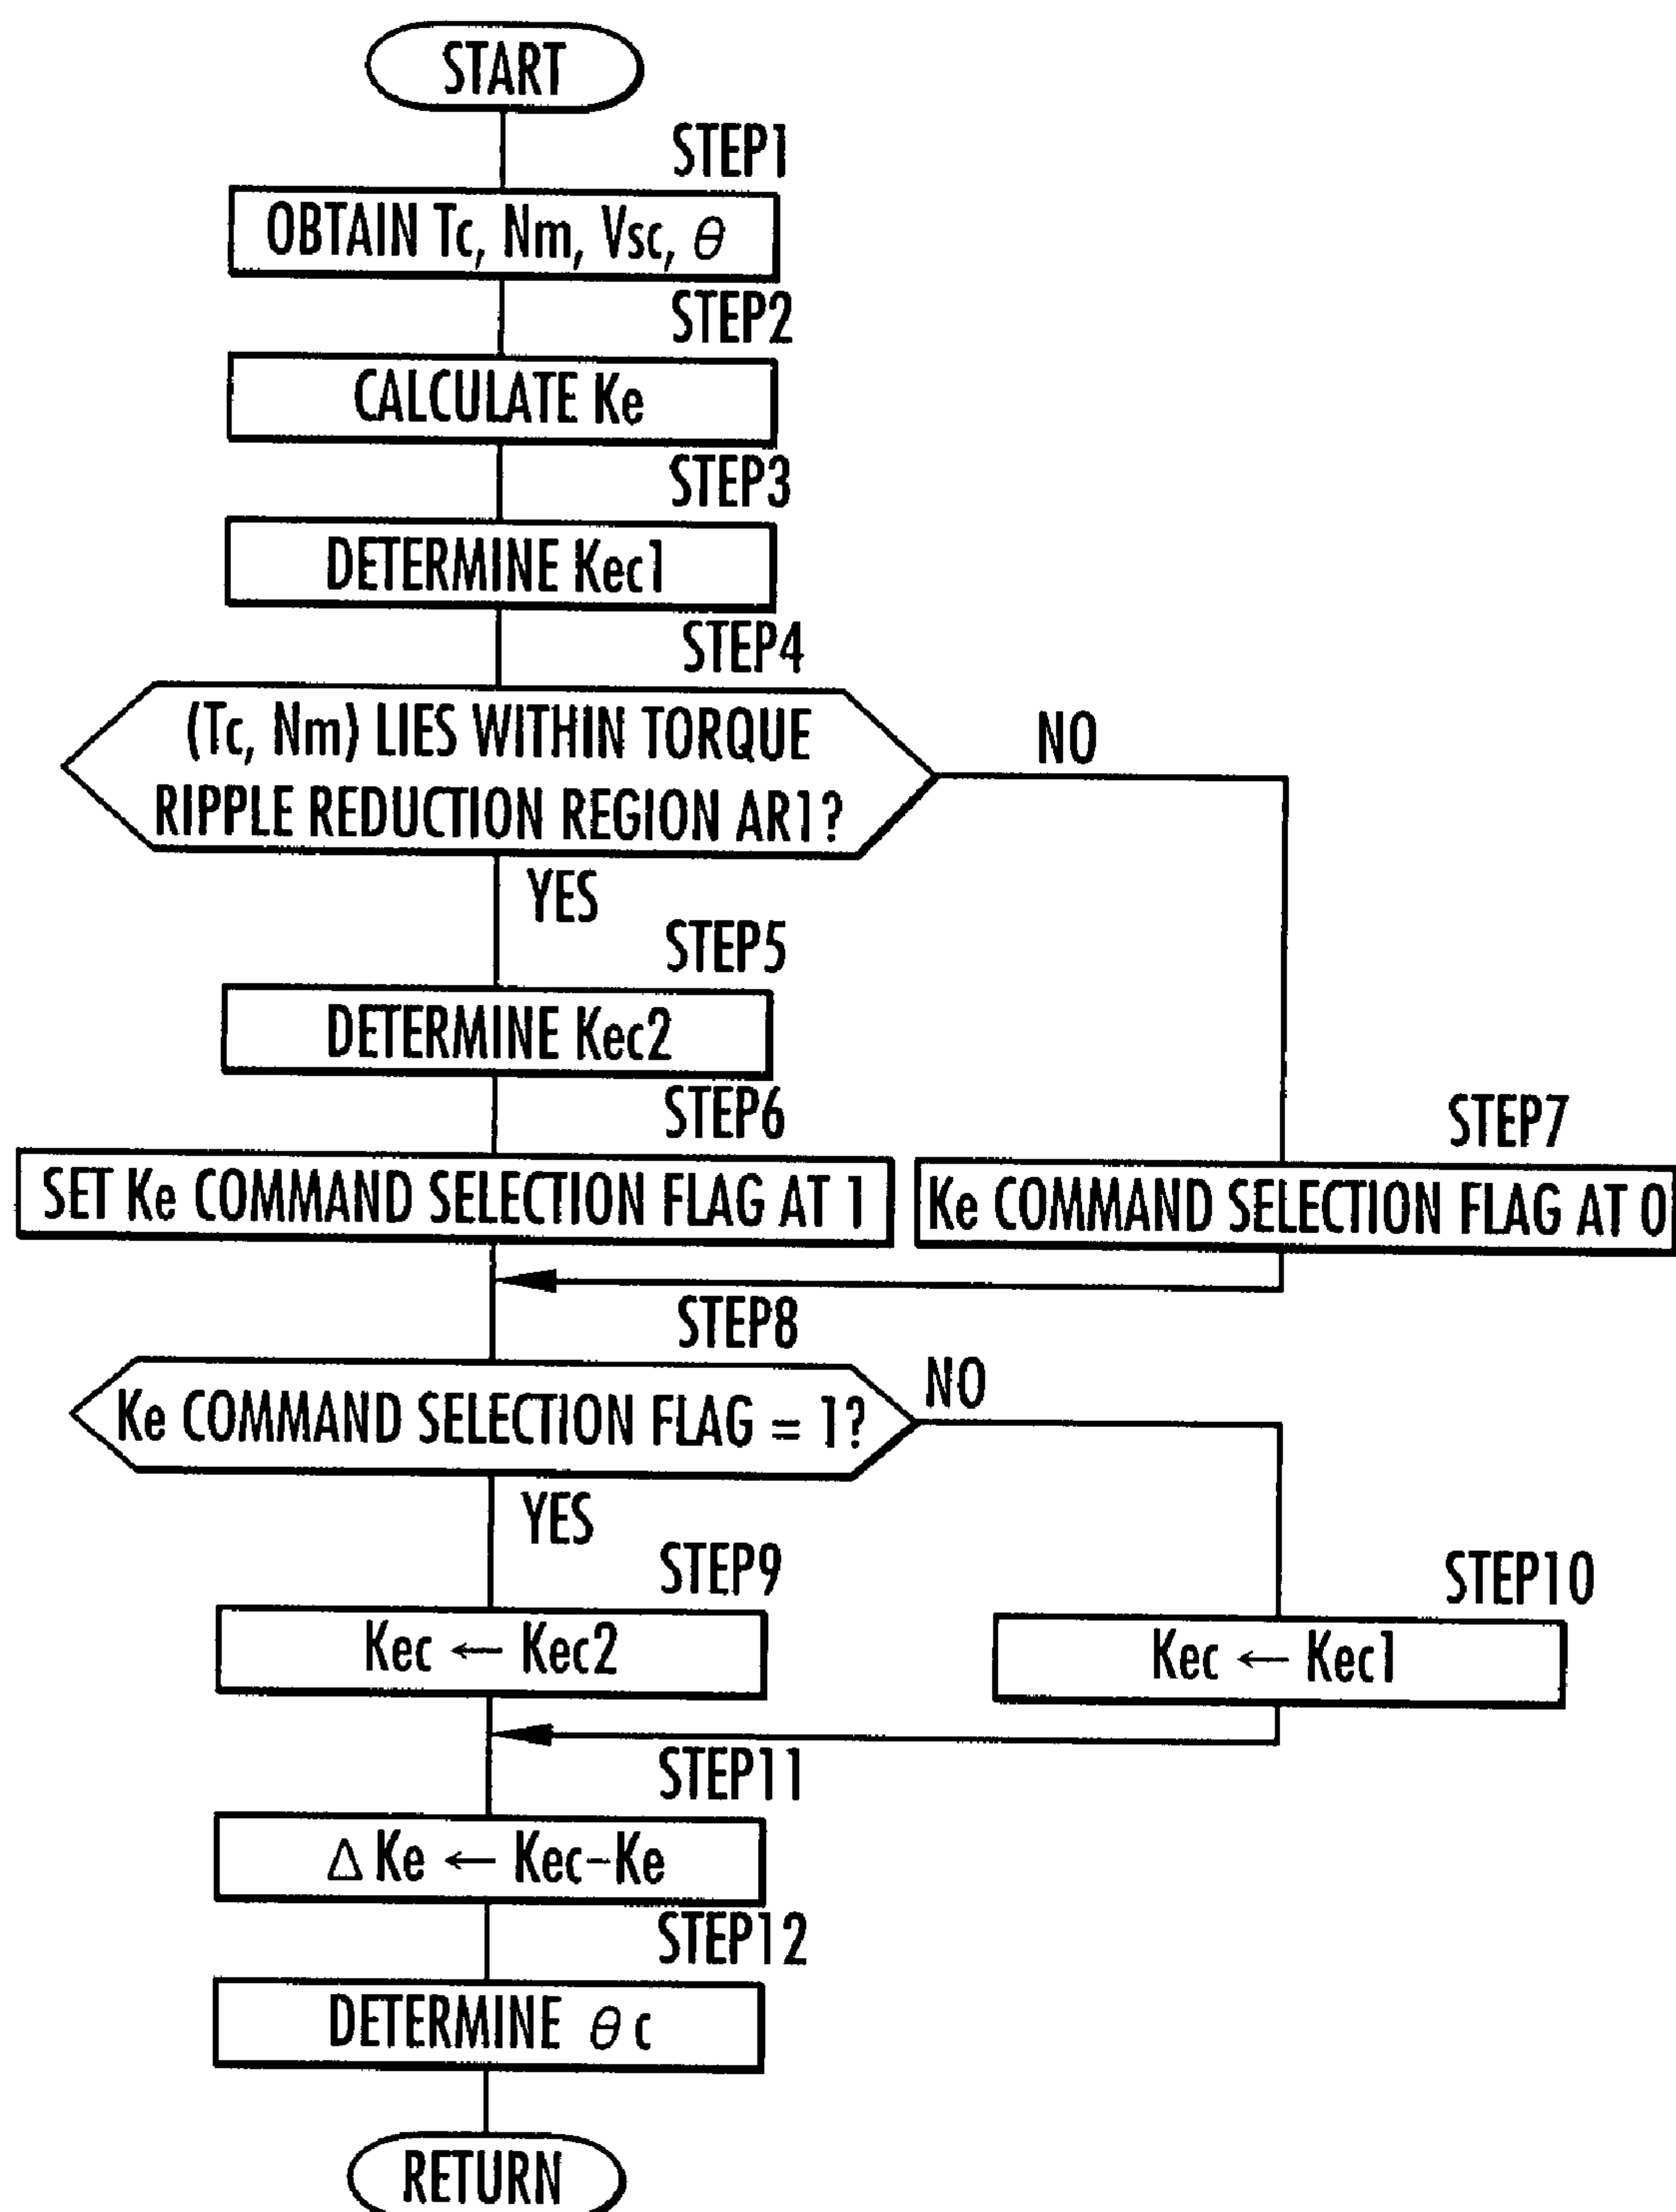 START
STEP1
OBTAIN Tc, Nm, Vsc, θ
STEP2
CALCULATE Ke
STEP3
DETERMINE Kec1
STEP4
(Tc, Nm) LIES WITHIN TORQUE
RIPPLE REDUCTION REGION AR1?
NO
YES
STEP5
DETERMINE Kec2
STEP6
SET Ke COMMAND SELECTION FLAG AT 1
STEP7
Ke COMMAND SELECTION FLAG AT 0
STEP8
Ke COMMAND SELECTION FLAG = 1?
NO
YES
STEP9
Kec ← Kec2
STEP10
Kec ← Kec1
STEP11
Δ Ke ← Kec-Ke
STEP12
DETERMINE θ c
RETURN